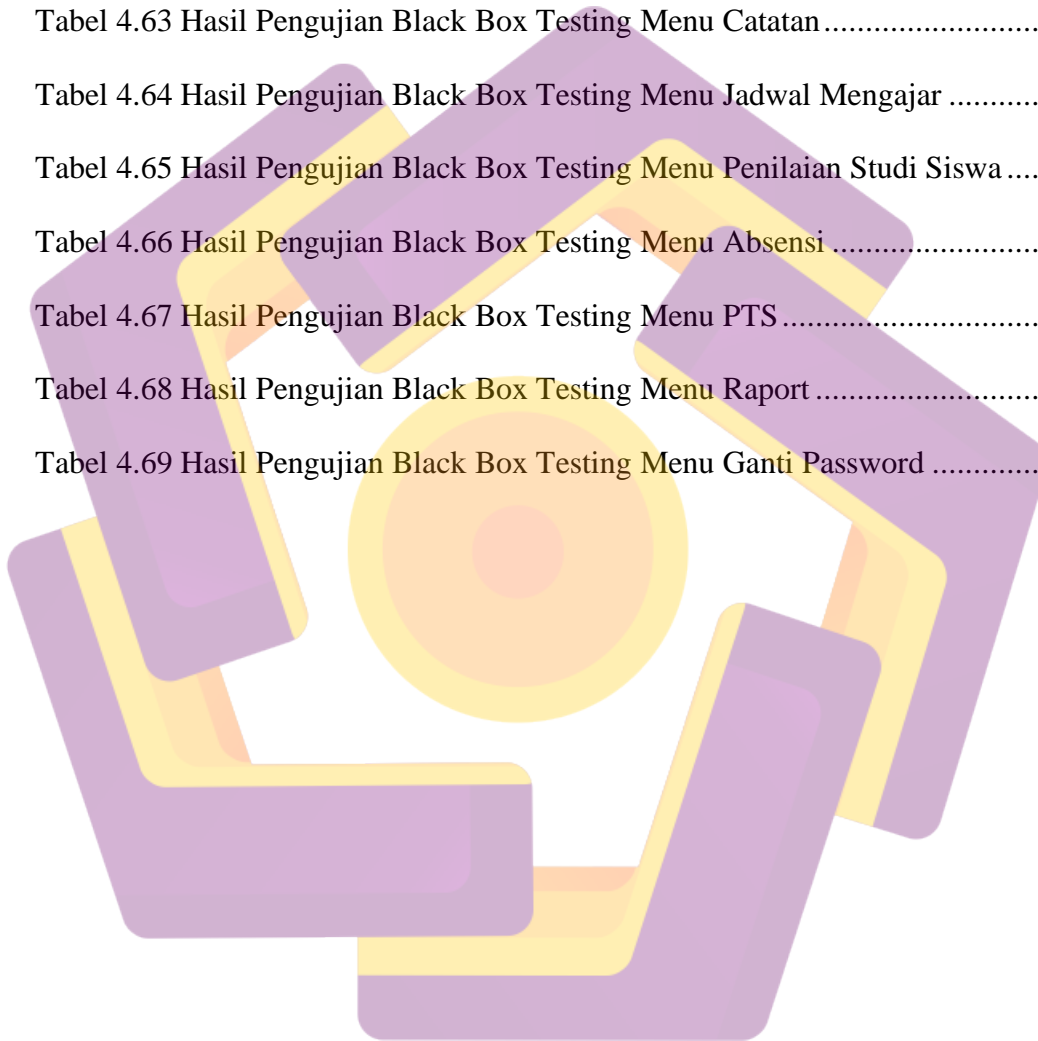 Tabel 4.63 Hasil Pengujian Black Box Testing Menu Catatan.......................
Tabel 4.64 Hasil Pengujian Black Box Testing Menu Jadwal Mengajar ...........
Tabel 4.65 Hasil Pengujian Black Box Testing Menu Penilaian Studi Siswa....
Tabel 4.66 Hasil Pengujian Black Box Testing Menu Absensi ......................
Tabel 4.67 Hasil Pengujian Black Box Testing Menu PTS...........................
Tabel 4.68 Hasil Pengujian Black Box Testing Menu Raport ........................
Tabel 4.69 Hasil Pengujian Black Box Testing Menu Ganti Password ............